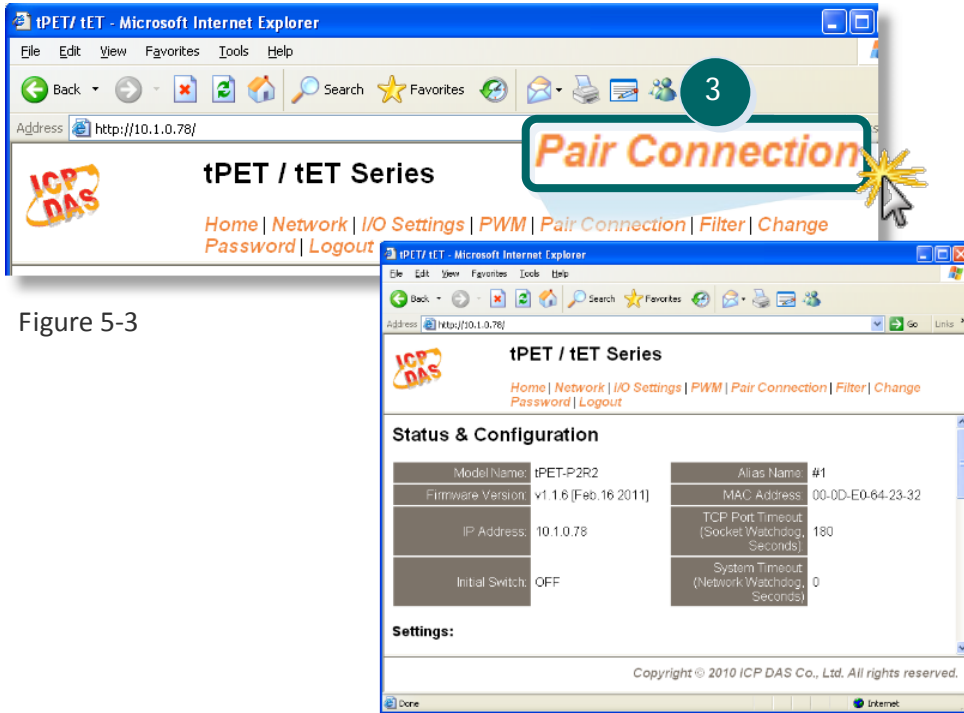 tPET/ tET - Microsoft Internet Explorer
File Edit View Favorites Tools Help
Back Search Favorites
3
Address http://10.1.0.78/
Pair Connection
ICP DAS
tPET / tET Series
Home | Network | I/O Settings | PWM | Pair Connection | Filter | Change
Password | Logout
Figure 5-3
tPET/ tET - Microsoft Internet Explorer
File Edit View Favorites Tools Help
Back Search Favorites
Address http://10.1.0.78/ Go Links »
ICP DAS
tPET / tET Series
Home | Network | I/O Settings | PWM | Pair Connection | Filter | Change
Password | Logout
Status & Configuration
Model Name: tPET-P2R2 Alias Name: #1
Firmware Version: v1.1.6 [Feb.16 2011] MAC Address: 00-0D-E0-64-23-32
IP Address: 10.1.0.78 TCP Port Timeout
(Socket Watchdog,
Seconds) 180
Initial Switch: OFF System Timeout
(Network Watchdog,
Seconds) 0
Settings:
Copyright © 2010 ICP DAS Co., Ltd. All rights reserved.
Done Internet